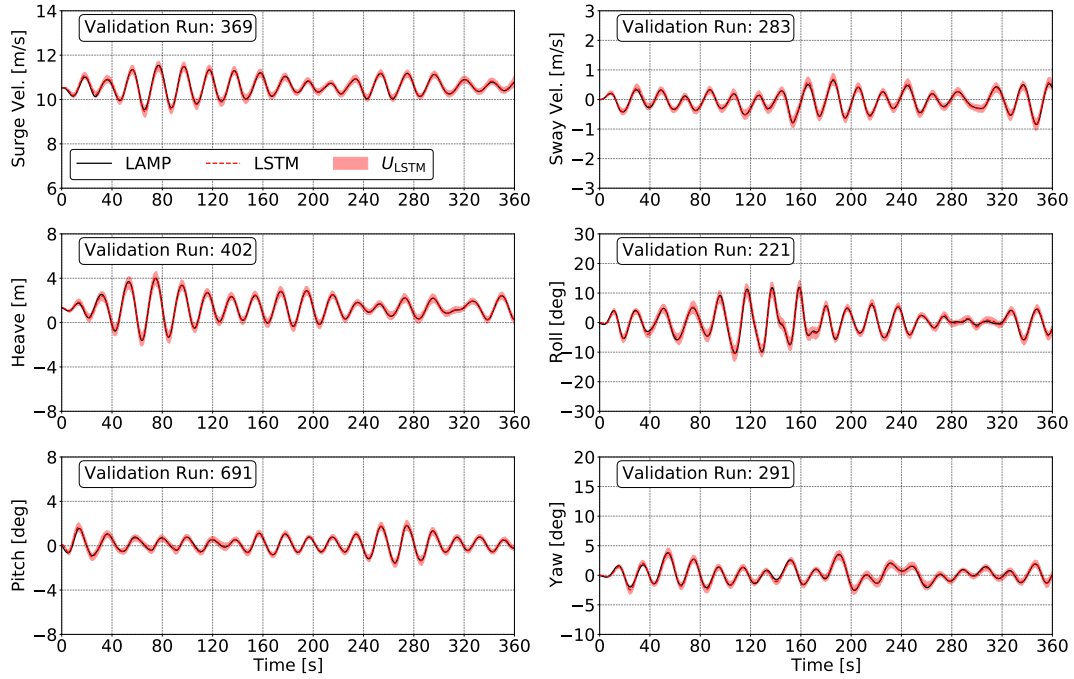 Validation Run: 369
Surge Vel. [m/s]
14
12
10
8
6
LAMP
LSTM
U_LSTM
0 40 80 120 160 200 240 280 320 360
Validation Run: 283
Sway Vel. [m/s]
3
2
1
0
−1
−2
−3
0 40 80 120 160 200 240 280 320 360
Validation Run: 402
Heave [m]
8
4
0
−4
−8
0 40 80 120 160 200 240 280 320 360
Validation Run: 221
Roll [deg]
30
20
10
0
−10
−20
−30
0 40 80 120 160 200 240 280 320 360
Validation Run: 691
Pitch [deg]
8
4
0
−4
−8
0 40 80 120 160 200 240 280 320 360
Time [s]
Validation Run: 291
Yaw [deg]
20
15
10
5
0
−5
−10
0 40 80 120 160 200 240 280 320 360
Time [s]